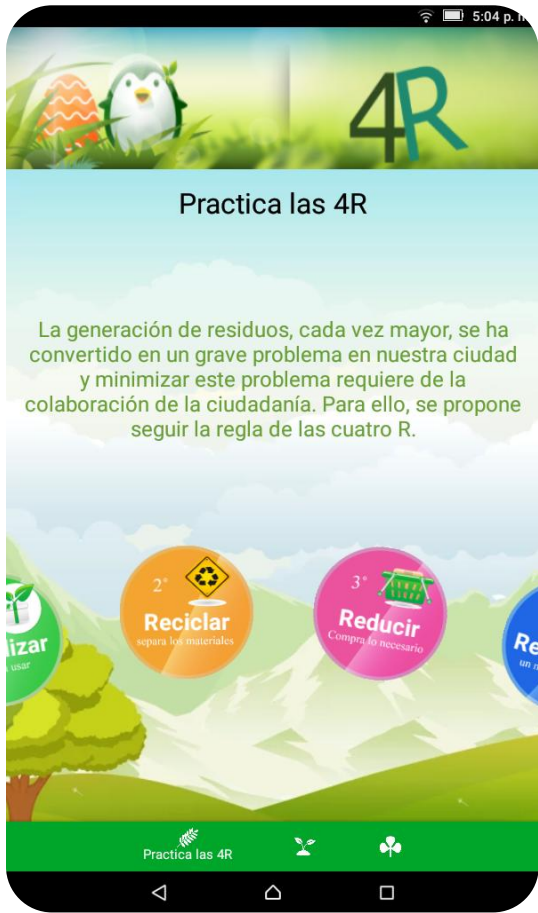 5:04 p.
4R
Practica las 4R
La generación de residuos, cada vez mayor, se ha
convertido en un grave problema en nuestra ciudad
y minimizar este problema requiere de la
colaboración de la ciudadanía. Para ello, se propone
seguir la regla de las cuatro R.
2°
Reciclar
separa los materiales
3°
Reducir
Compra lo necesario
lizar
usar
Re
un
Practica las 4R